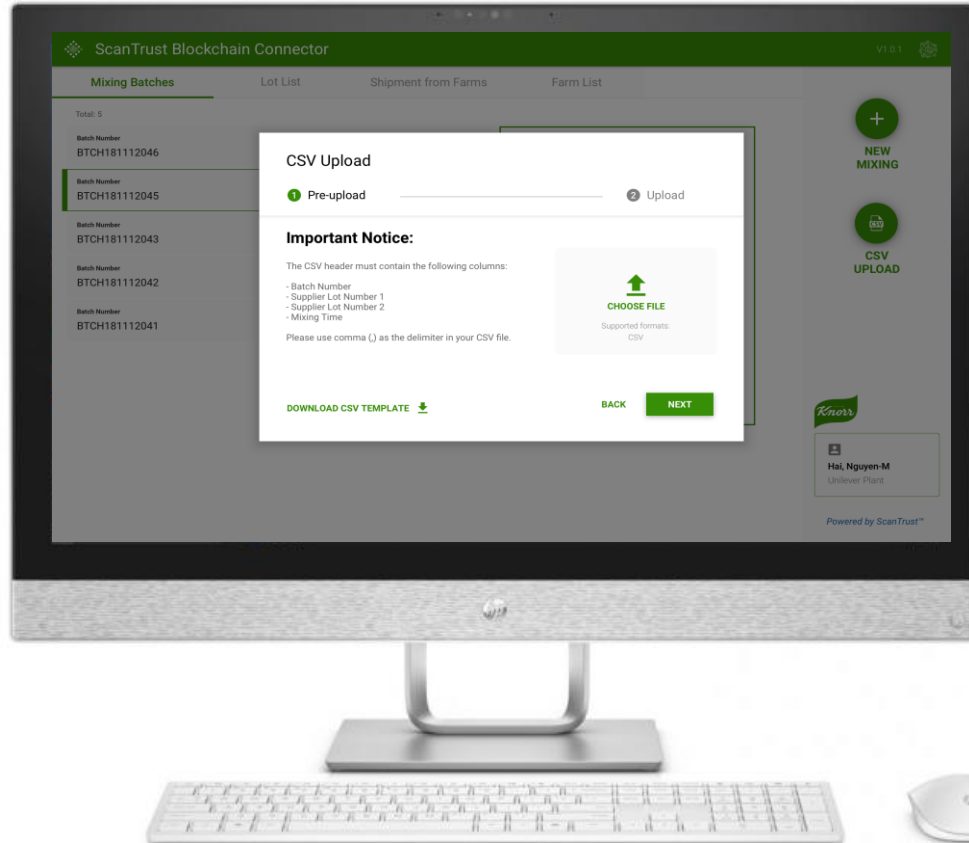 ScanTrust Blockchain Connector
V1.0.1
Mixing Batches
Lot List
Shipment from Farms
Farm List
Total: 5
Batch Number
BTCH181112046
Batch Number
BTCH181112045
Batch Number
BTCH181112043
Batch Number
BTCH181112042
Batch Number
BTCH181112041
CSV Upload
1 Pre-upload
2 Upload
Important Notice:
The CSV header must contain the following columns:
- Batch Number
- Supplier Lot Number 1
- Supplier Lot Number 2
- Mixing Time
Please use comma (,) as the delimiter in your CSV file.
CHOOSE FILE
Supported formats:
CSV
DOWNLOAD CSV TEMPLATE
BACK
NEXT
NEW
MIXING
CSV
CSV
UPLOAD
Knorr
Hai, Nguyen-M
Unilever Plant
Powered by ScanTrust™
hp